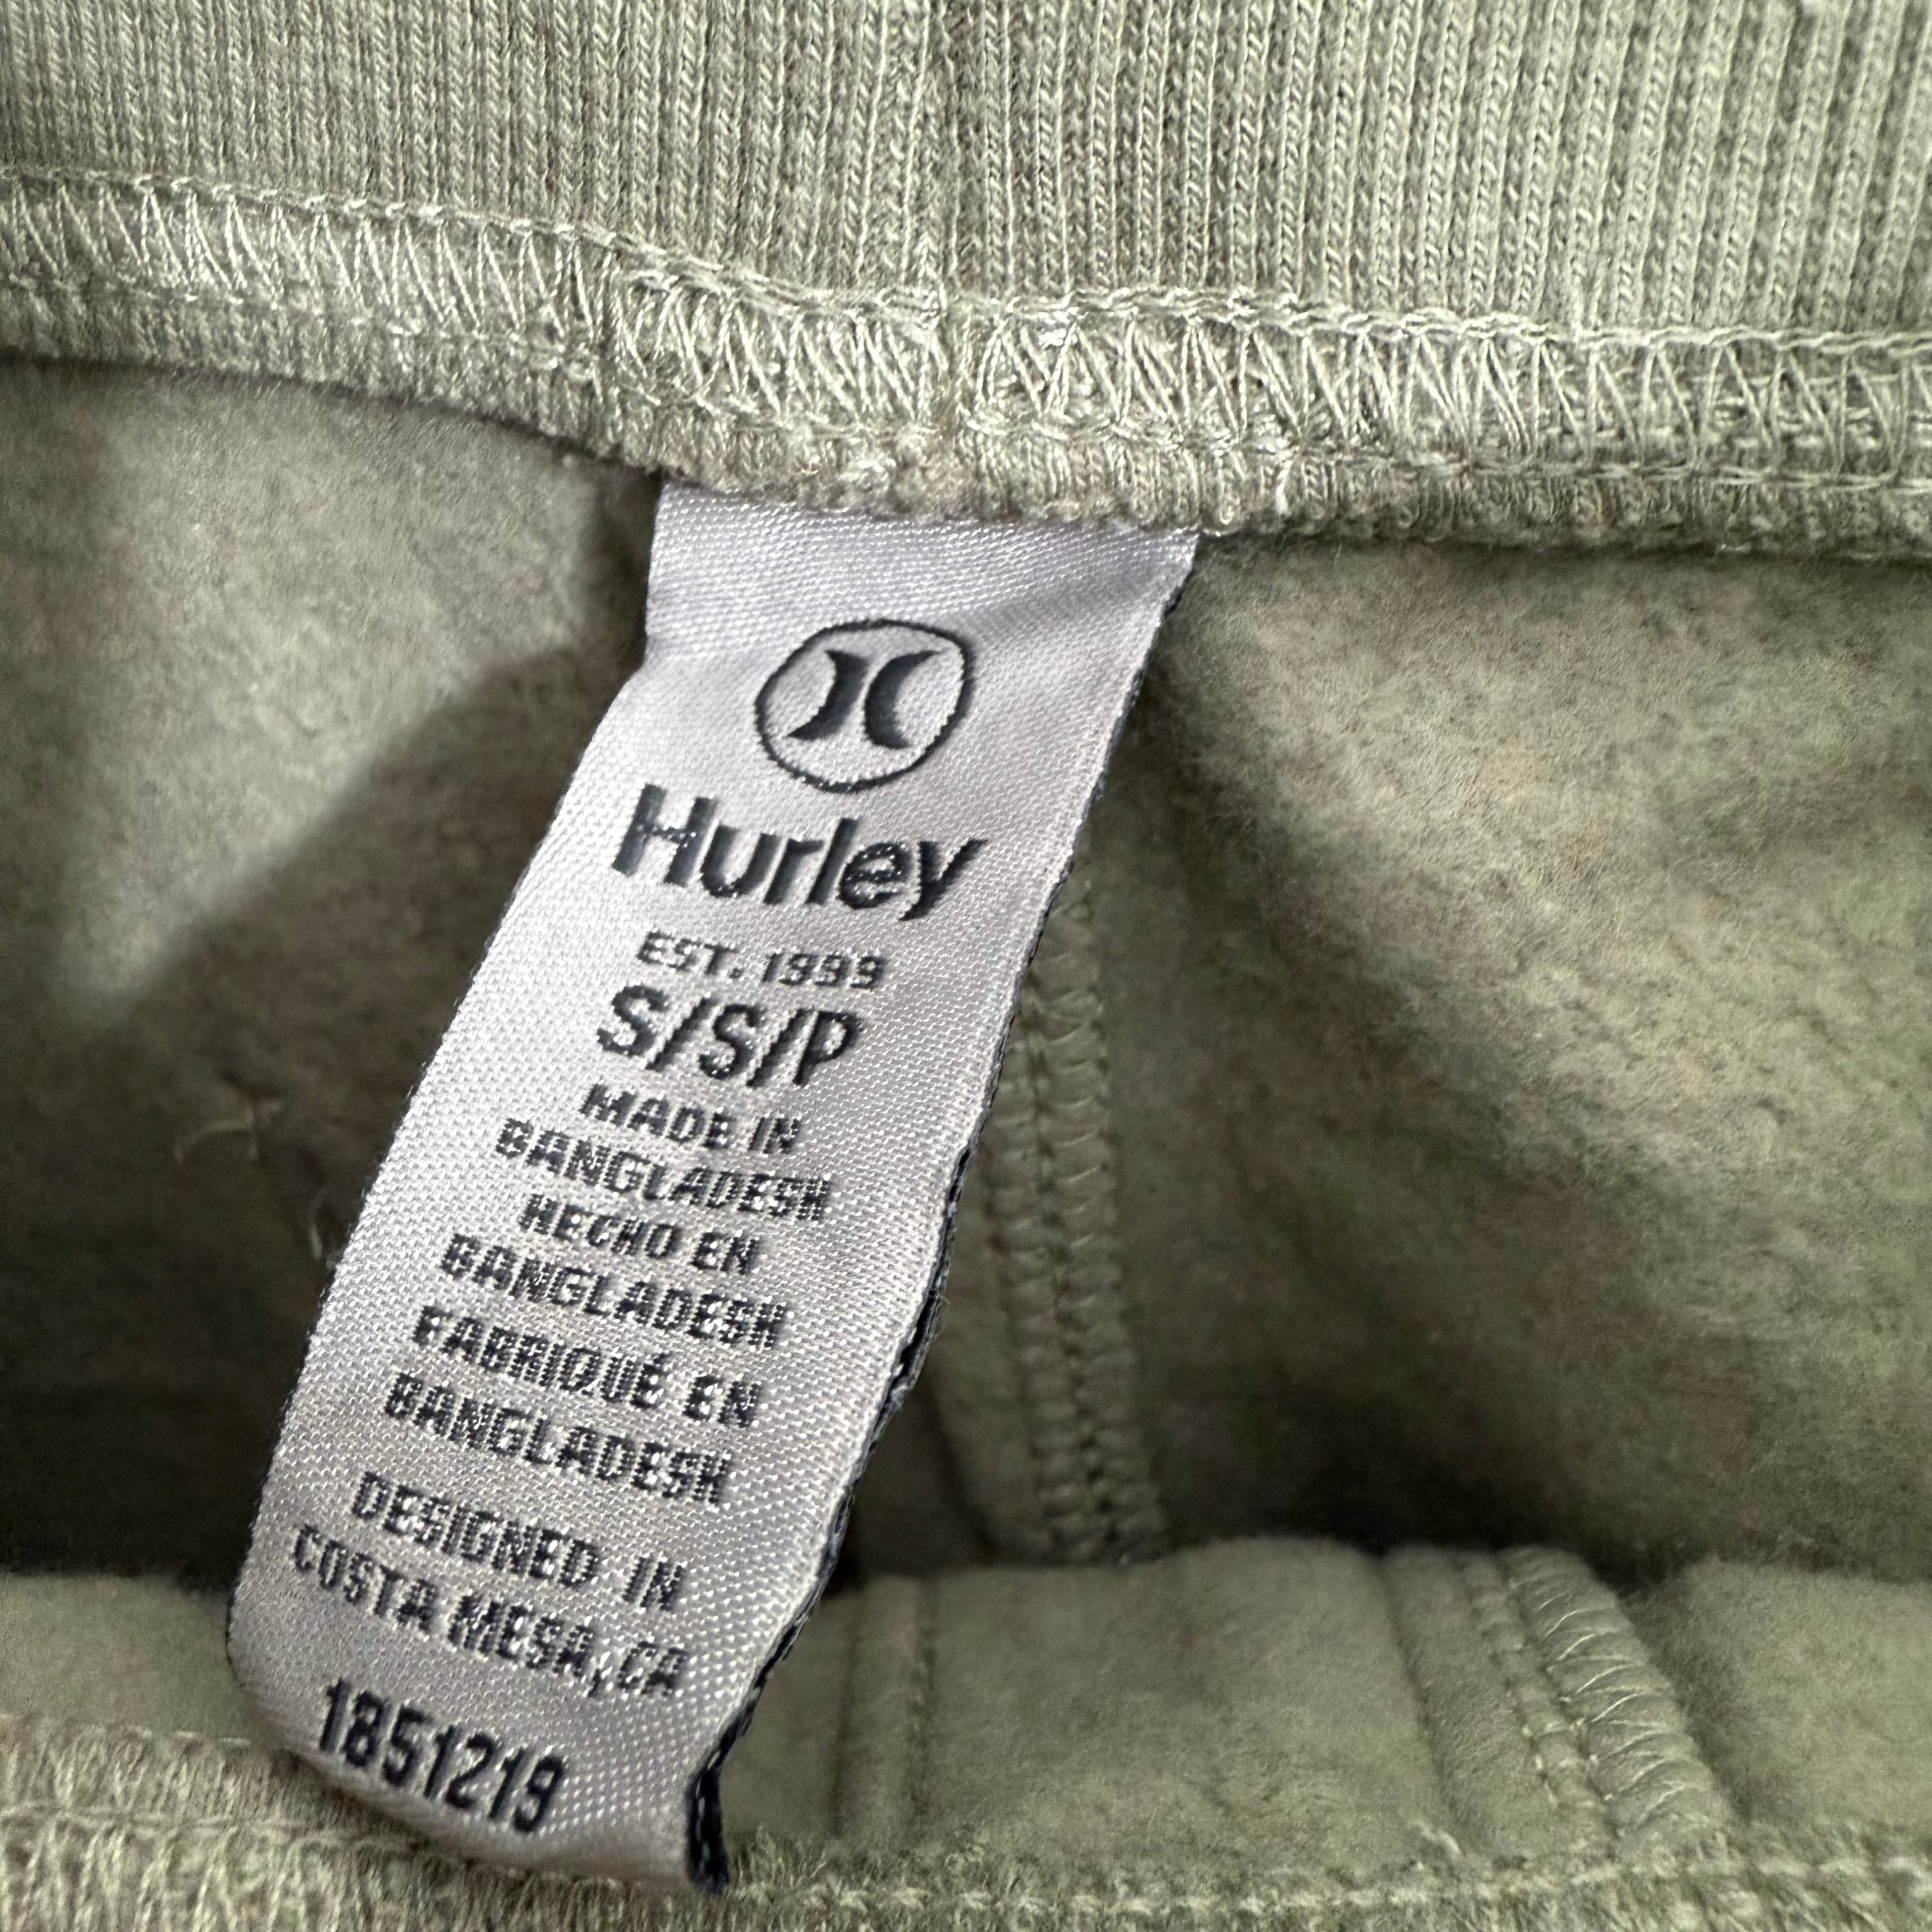 Hurley
EST. 1999
S/S/P
MADE IN
BANGLADESH
HECHO EN
BANGLADESH
FABRIQUÉ EN
BANGLADESH
DESIGNED IN
COSTA MESA, CA
1851219